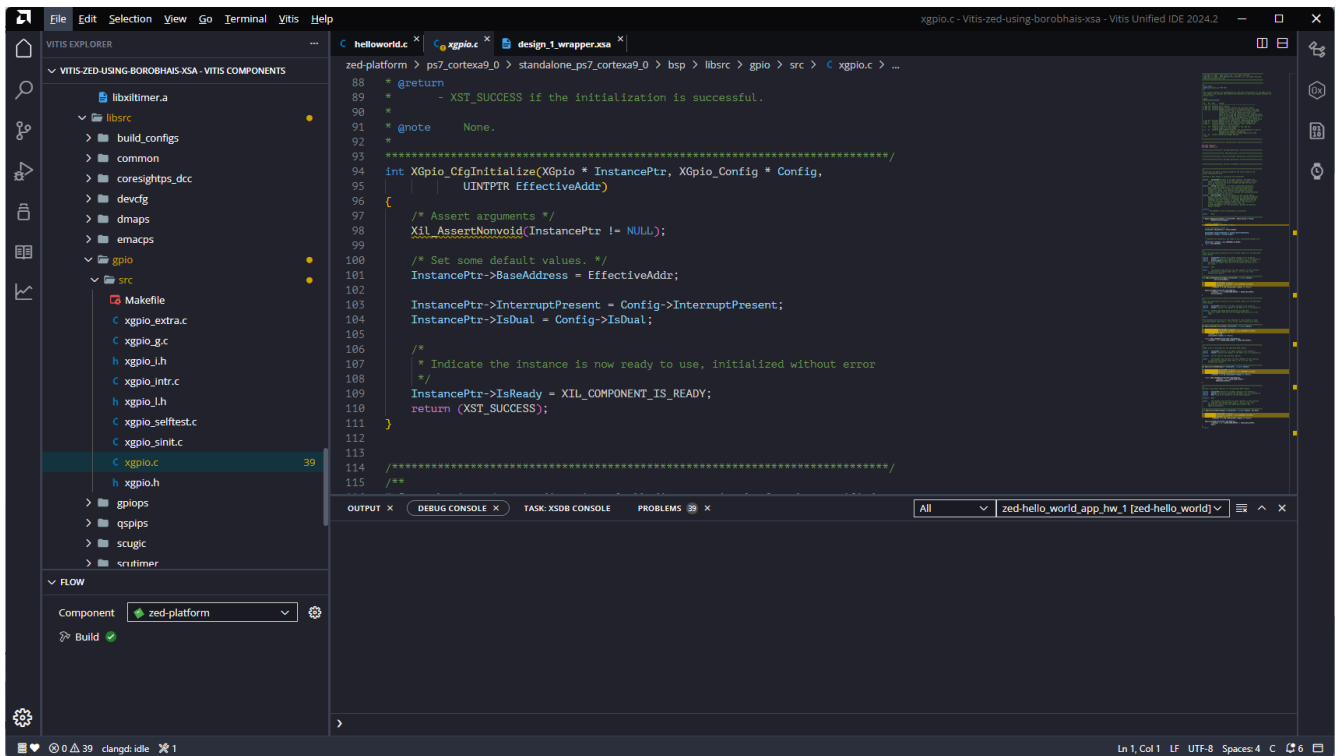 File Edit Selection View Go Terminal Vitis Help
xgpio.c - Vitis-zed-using-borobhais-xsa - Vitis Unified IDE 2024.2
VITIS EXPLORER
VITIS-ZED-USING-BOROBHAIS-XSA - VITIS COMPONENTS
libxiltimer.a
libsrc
build_configs
common
coresightps_dcc
devcfg
dmaps
emacps
gpio
src
Makefile
C xgpio_extra.c
C xgpio_g.c
h xgpio_i.h
C xgpio_intr.c
h xgpio_l.h
C xgpio_selftest.c
C xgpio_sinit.c
C xgpio.c 39
h xgpio.h
gpiops
qspips
scugic
scutimer
FLOW
Component zed-platform
Build
C helloworld.c C xgpio.c design_1_wrapper.xsa
zed-platform > ps7_cortexa9_0 > standalone_ps7_cortexa9_0 > bsp > libsrc > gpio > src > C xgpio.c > ...
88 * @return
89 * - XST_SUCCESS if the initialization is successful.
90 *
91 * @note None.
92 *
93 *****************************************************************************/
94 int XGpio_CfgInitialize(XGpio * InstancePtr, XGpio_Config * Config,
95 UINTPTR EffectiveAddr)
96 {
97 /* Assert arguments */
98 Xil_AssertNonvoid(InstancePtr != NULL);
99
100 /* Set some default values. */
101 InstancePtr->BaseAddress = EffectiveAddr;
102
103 InstancePtr->InterruptPresent = Config->InterruptPresent;
104 InstancePtr->IsDual = Config->IsDual;
105
106 /*
107 * Indicate the instance is now ready to use, initialized without error
108 */
109 InstancePtr->IsReady = XIL_COMPONENT_IS_READY;
110 return (XST_SUCCESS);
111 }
112
113
114 /****************************************************************************/
115 /**
OUTPUT DEBUG CONSOLE TASK: XSDB CONSOLE PROBLEMS 39
All zed-hello_world_app_hw_1 [zed-hello_world]
0 39 clangd: idle 1
Ln 1, Col 1 LF UTF-8 Spaces: 4 C 6